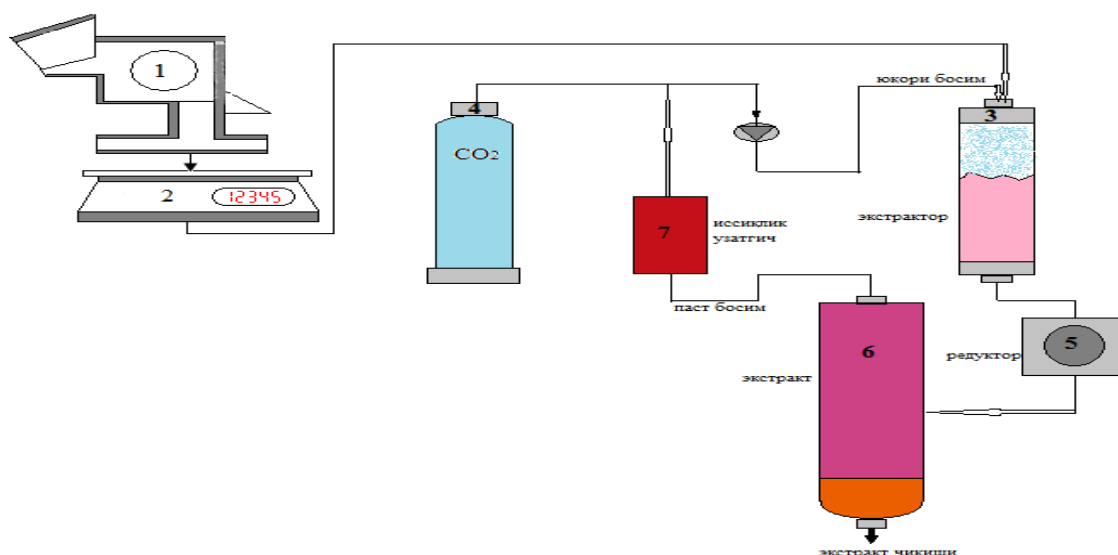 1
юкори босим
4
3
CO₂
2
12345
7
иссиклик
узатгич
экстрактор
паст босим
6
5
редуктор
экстракт
экстракт чикиши